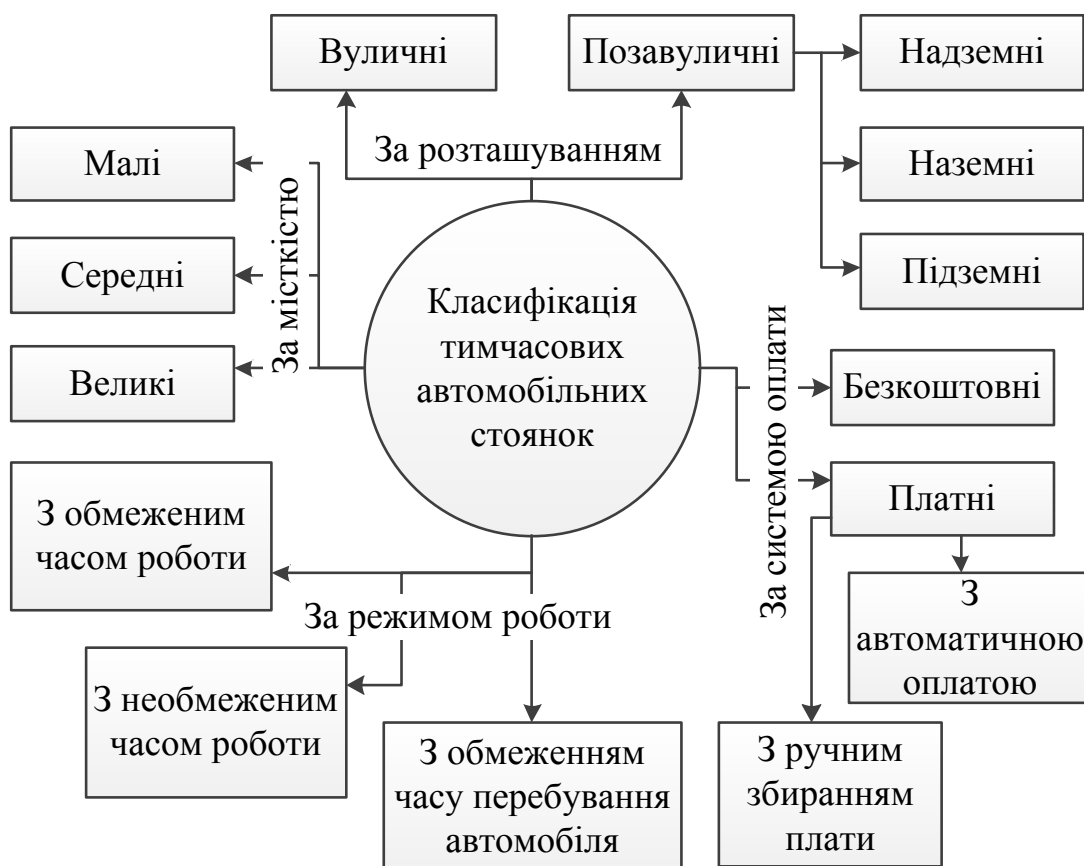 Вуличні
Позавуличні
Надземні
За розташуванням
Малі
Наземні
За місткістю
Середні
Підземні
Класифікація
тимчасових
автомобільних
стоянок
Великі
За системою оплати
Безкоштовні
Платні
З обмеженим
часом роботи
З
автоматичною
оплатою
За режимом роботи
З необмеженим
часом роботи
З обмеженням
часу перебування
автомобіля
З ручним
збиранням
плати